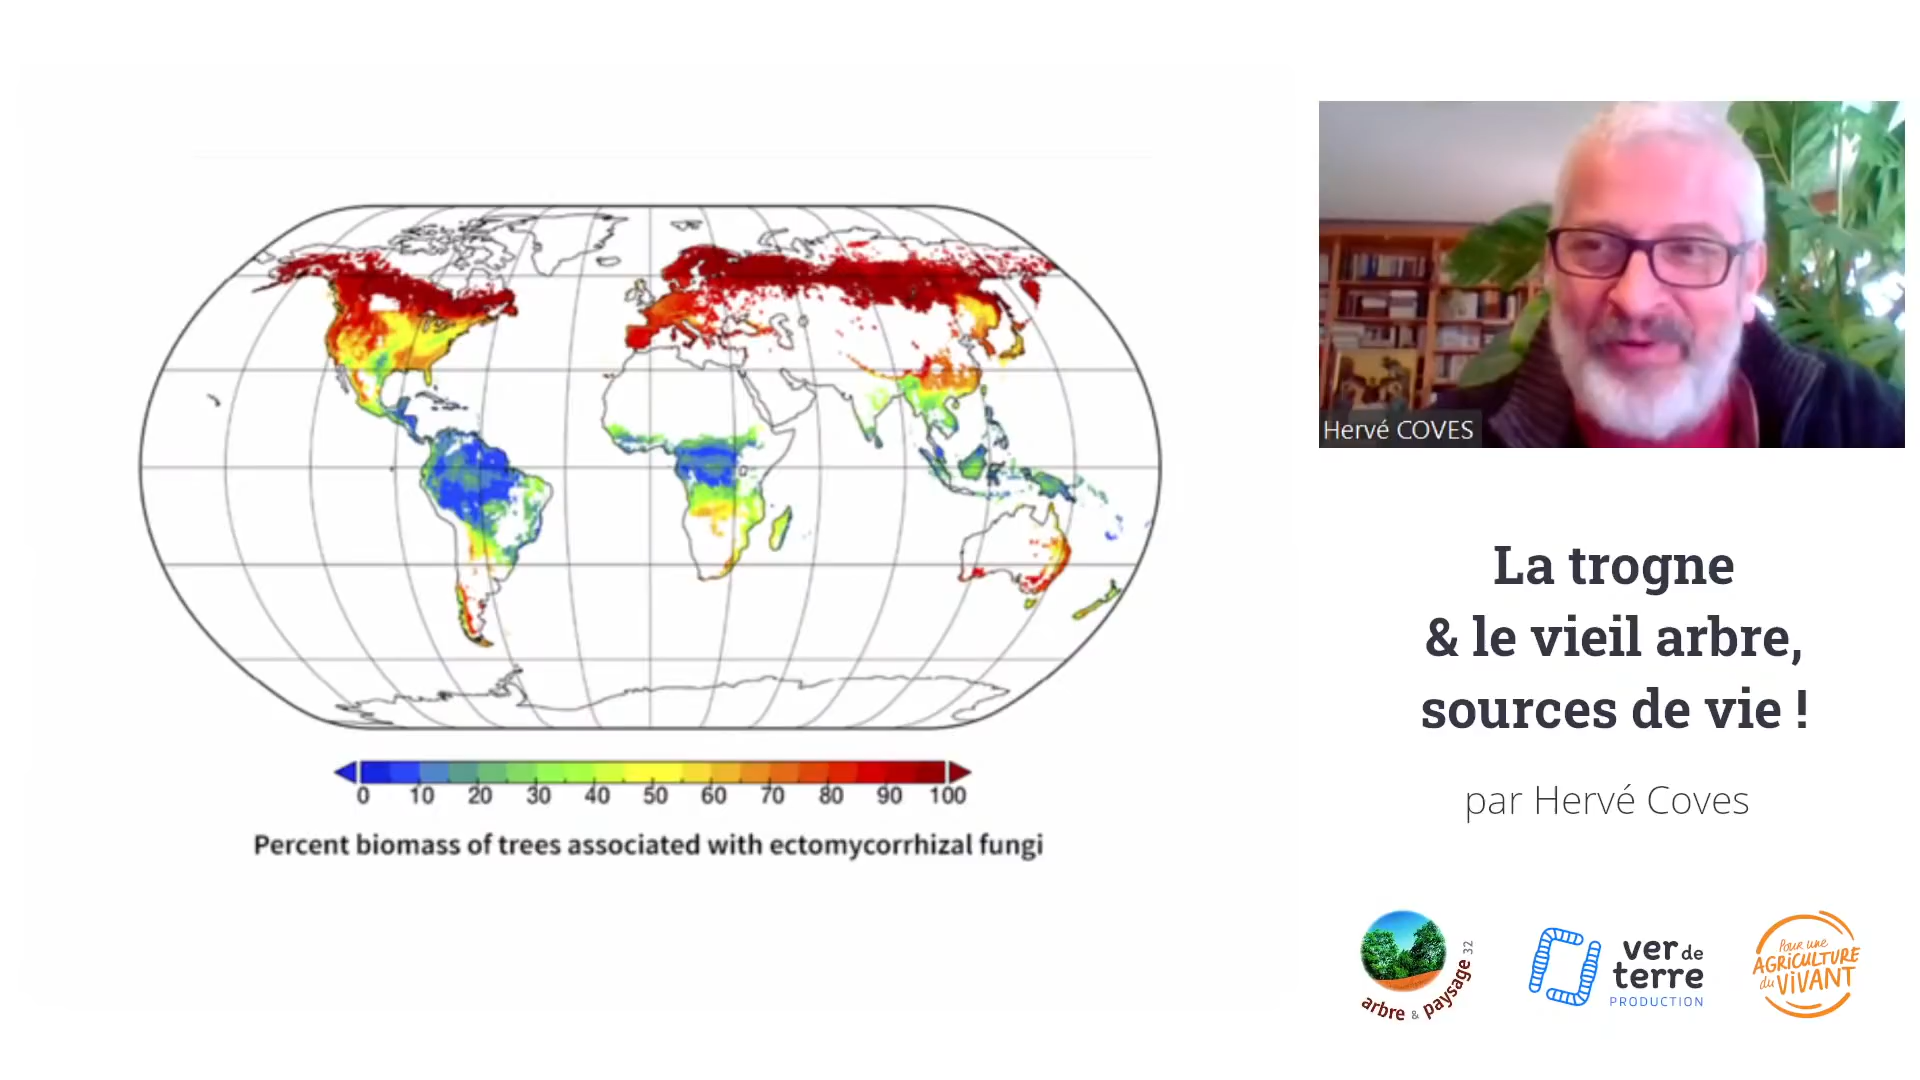 Hervé COVES
0 10 20 30 40 50 60 70 80 90 100
Percent biomass of trees associated with ectomycorrhizal fungi
La trogne
& le vieil arbre,
sources de vie !
par Hervé Coves
arbre & paysage 32
ver de
terre
PRODUCTION
Pour une
AGRICULTURE
du VIVANT